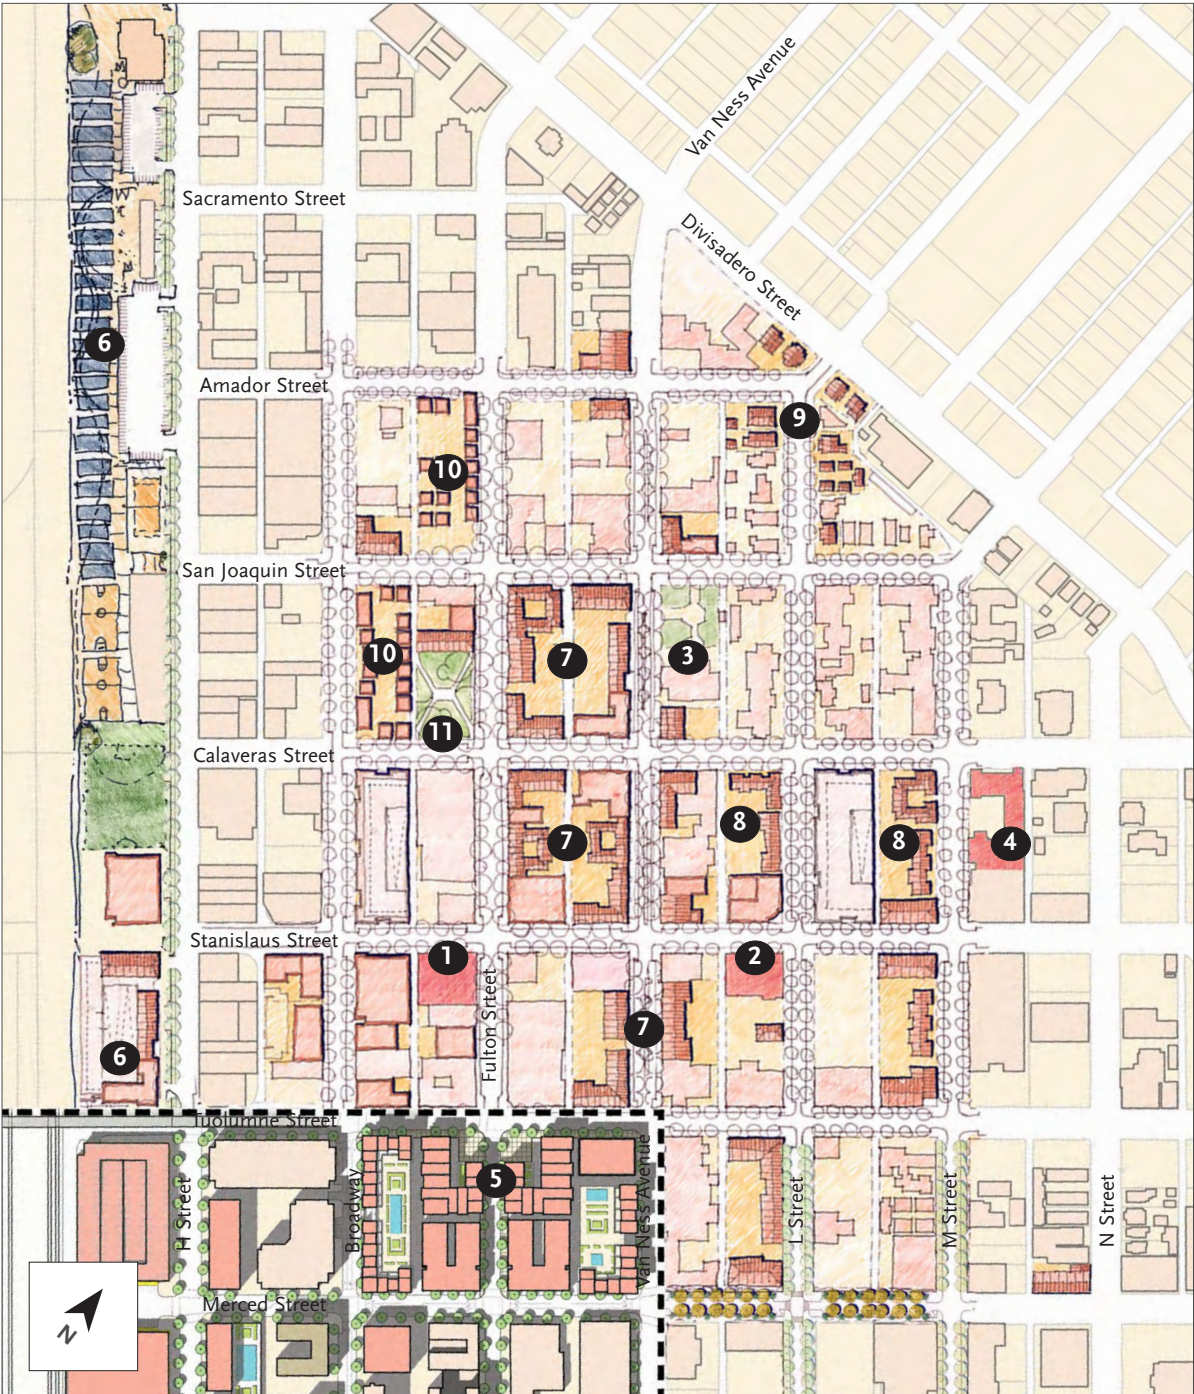 Van Ness Avenue
Sacramento Street
Divisadero Street
6
Amador Street
9
10
San Joaquin Street
10
7
3
11
Calaveras Street
7
8
8
4
Stanislaus Street
1
2
Fulton Srteet
7
6
Tuolumne Street
5
H Street
Broadway
Van Ness Avenue
L Street
M Street
N Street
Merced Street
N